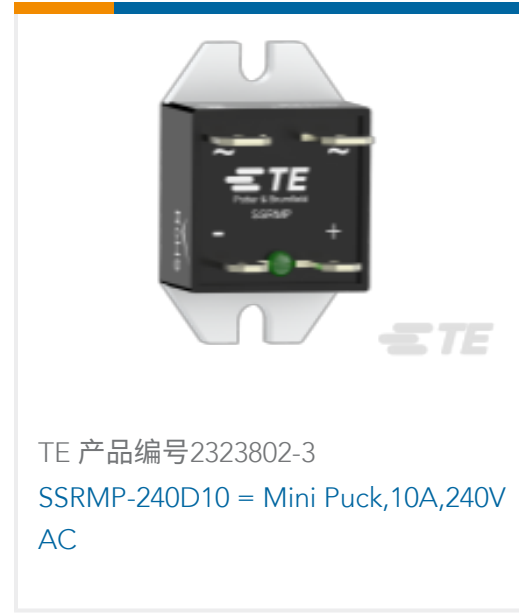 ~ ~
TE
Potter & Brumfield
SSRMP
- +
RoHS
TE
TE 产品编号2323802-3
SSRMP-240D10 = Mini Puck,10A,240V
AC